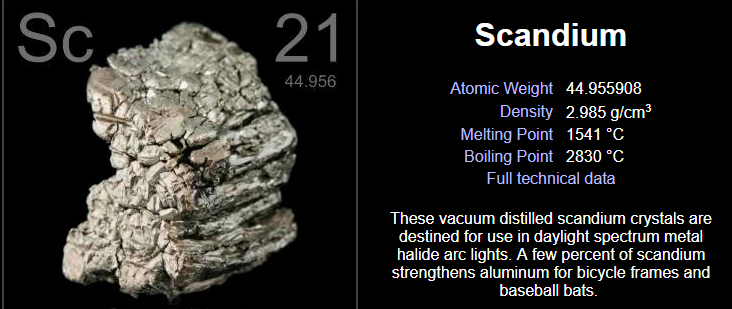 Sc 21
44.956
Scandium
Atomic Weight 44.955908
Density 2.985 g/cm³
Melting Point 1541 °C
Boiling Point 2830 °C
Full technical data
These vacuum distilled scandium crystals are
destined for use in daylight spectrum metal
halide arc lights. A few percent of scandium
strengthens aluminum for bicycle frames and
baseball bats.